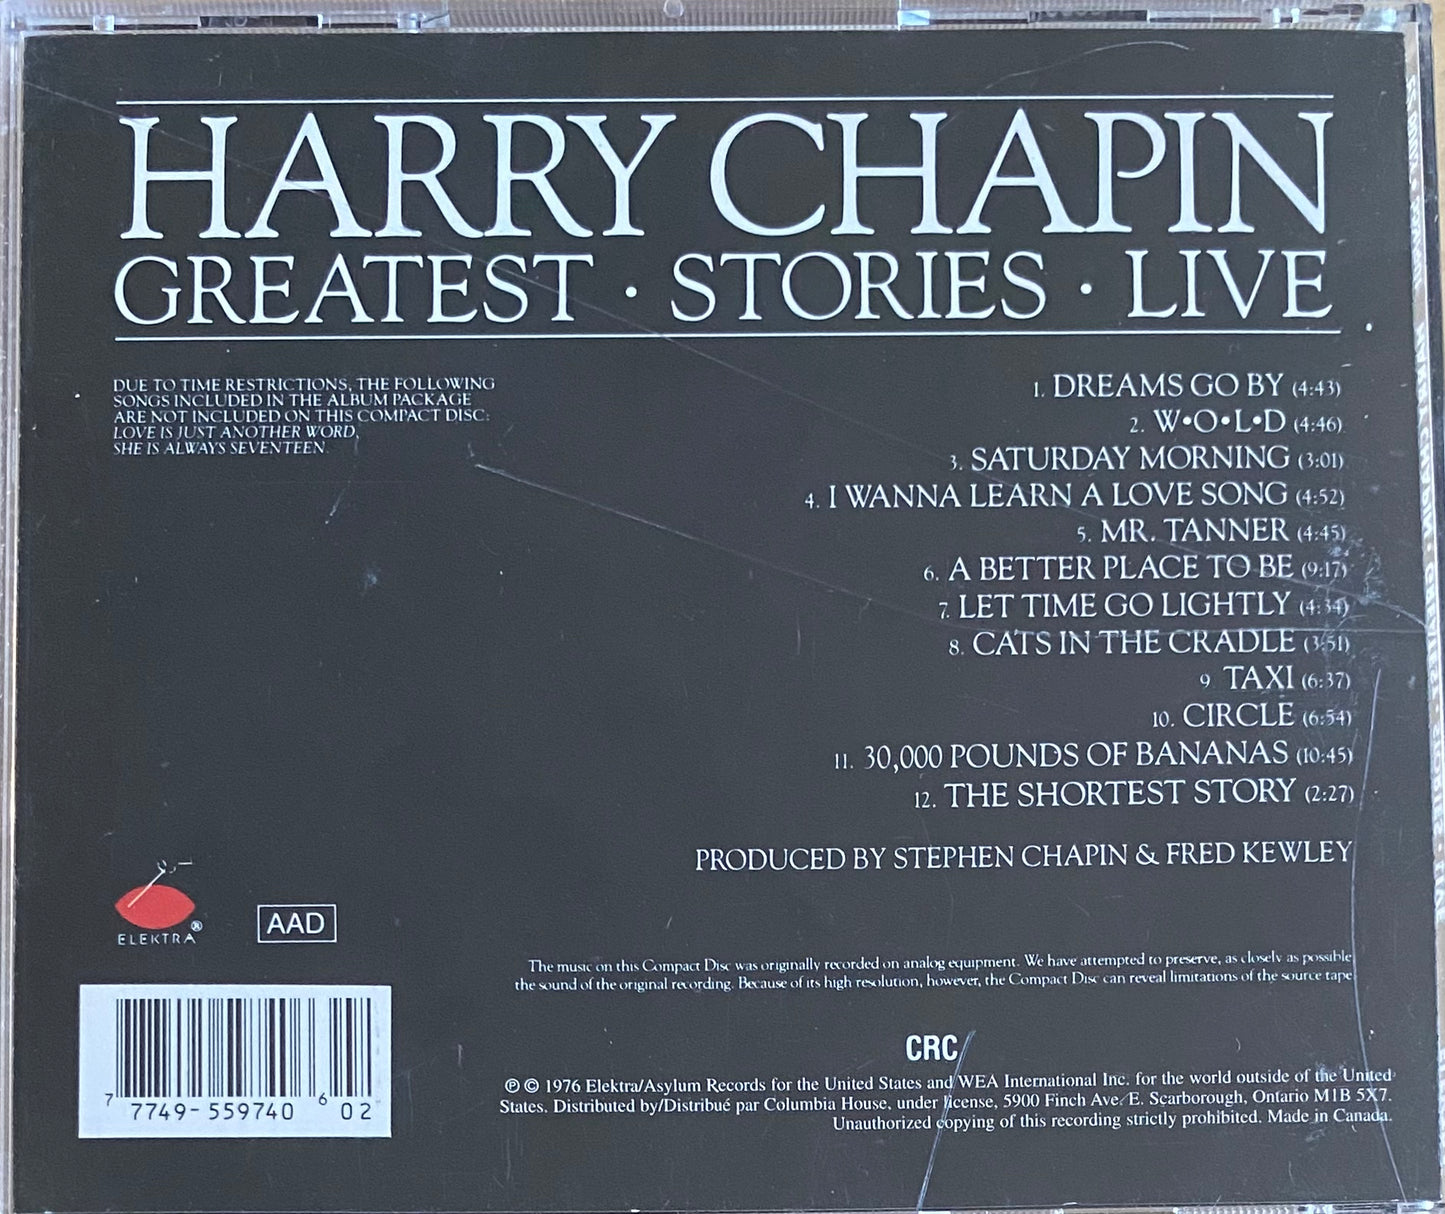 HARRY CHAPIN
GREATEST · STORIES · LIVE
DUE TO TIME RESTRICTIONS, THE FOLLOWING
SONGS INCLUDED IN THE ALBUM PACKAGE
ARE NOT INCLUDED ON THIS COMPACT DISC:
LOVE IS JUST ANOTHER WORD,
SHE IS ALWAYS SEVENTEEN.
1. DREAMS GO BY (4:43)
2. W•O•L•D (4:46)
3. SATURDAY MORNING (3:01)
4. I WANNA LEARN A LOVE SONG (4:52)
5. MR. TANNER (4:45)
6. A BETTER PLACE TO BE (9:17)
7. LET TIME GO LIGHTLY (4:34)
8. CATS IN THE CRADLE (3:51)
9 TAXI (6:37)
10. CIRCLE (6:54)
11. 30,000 POUNDS OF BANANAS (10:45)
12. THE SHORTEST STORY (2:27)
PRODUCED BY STEPHEN CHAPIN & FRED KEWLEY
ELEKTRA®
AAD
The music on this Compact Disc was originally recorded on analog equipment. We have attempted to preserve, as closely as possible
the sound of the original recording. Because of its high resolution, however, the Compact Disc can reveal limitations of the source tape
CRC
℗ © 1976 Elektra/Asylum Records for the United States and WEA International Inc. for the world outside of the United
States. Distributed by/Distribué par Columbia House, under license, 5900 Finch Ave. E. Scarborough, Ontario M1B 5X7.
Unauthorized copying of this recording strictly prohibited. Made in Canada.
7 7749-559740 6 02